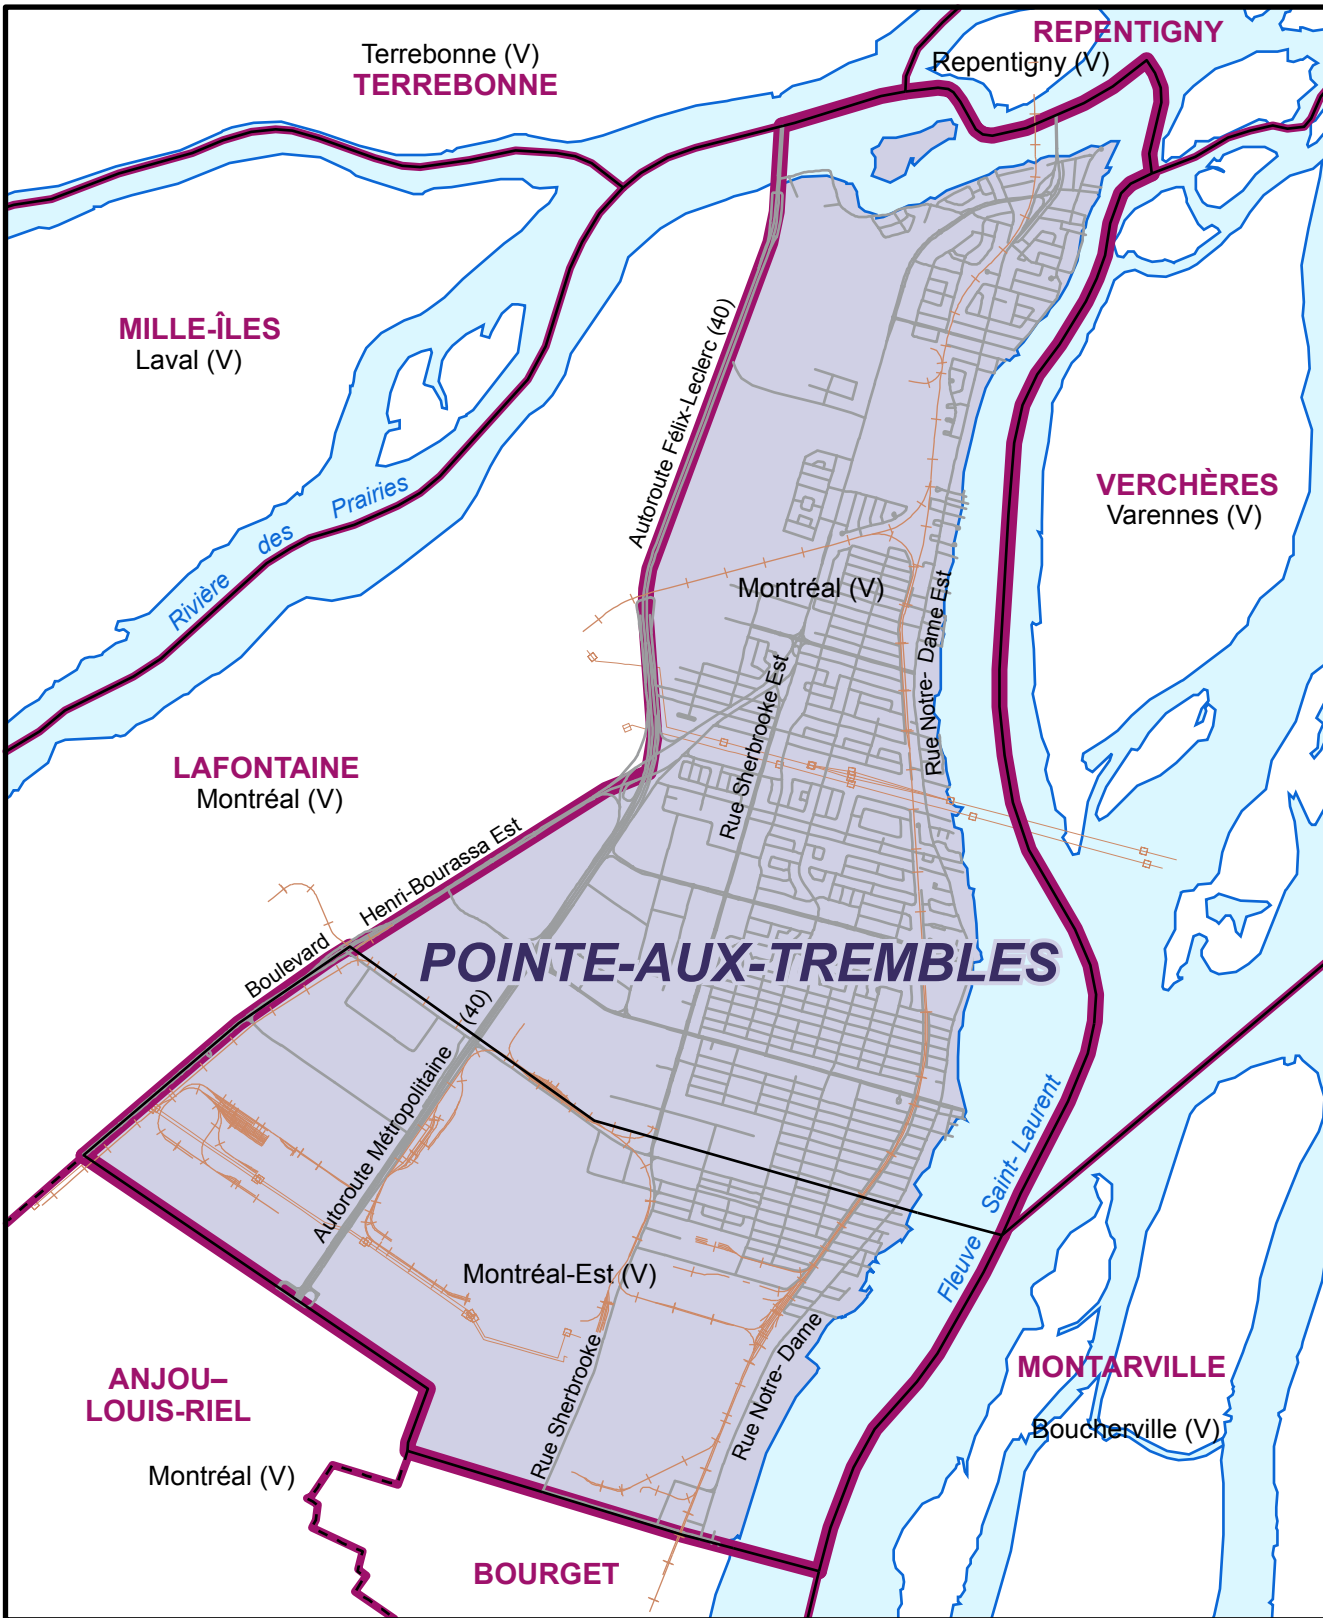 REPENTIGNY
Repentigny (V)
Terrebonne (V)
TERREBONNE
MILLE-ÎLES
Laval (V)
Autoroute Félix-Leclerc (40)
Rivière des Prairies
VERCHÈRES
Varennes (V)
Montréal (V)
Rue Notre- Dame Est
Rue Sherbrooke Est
LAFONTAINE
Montréal (V)
Boulevard Henri-Bourassa Est
POINTE-AUX-TREMBLES
Autoroute Métropolitaine (40)
Fleuve Saint- Laurent
Montréal-Est (V)
Rue Sherbrooke
Rue Notre- Dame
MONTARVILLE
Boucherville (V)
ANJOU–
LOUIS-RIEL
Montréal (V)
BOURGET